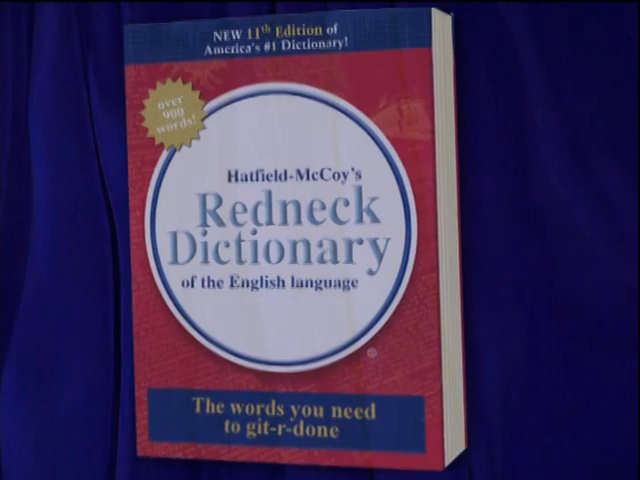 NEW 11th Edition of
America's #1 Dictionary!
over
900
words!
Hatfield-McCoy's
Redneck
Dictionary
of the English language
®
The words you need
to git-r-done